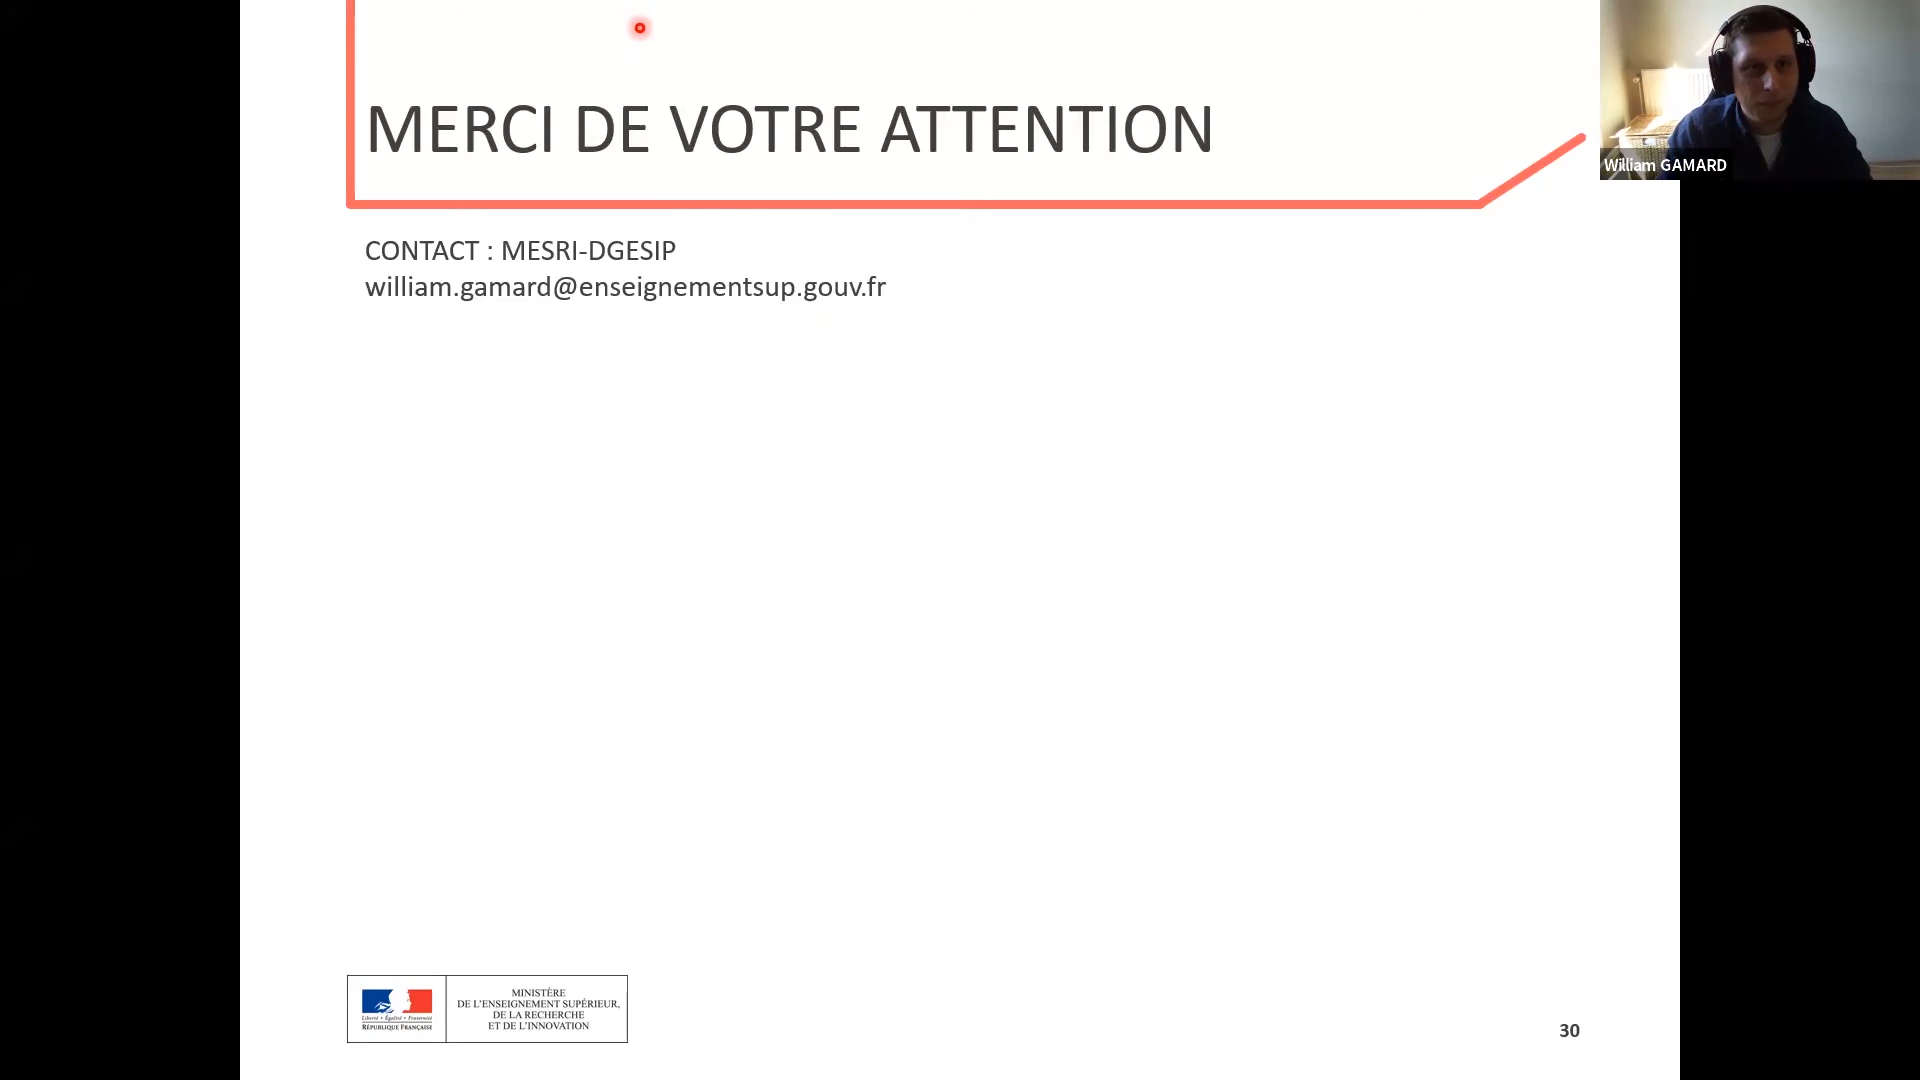 MERCI DE VOTRE ATTENTION
William GAMARD
CONTACT : MESRI-DGESIP
william.gamard@enseignementsup.gouv.fr
Liberté • Égalité • Fraternité
RÉPUBLIQUE FRANÇAISE
MINISTÈRE
DE L'ENSEIGNEMENT SUPÉRIEUR,
DE LA RECHERCHE
ET DE L'INNOVATION
30